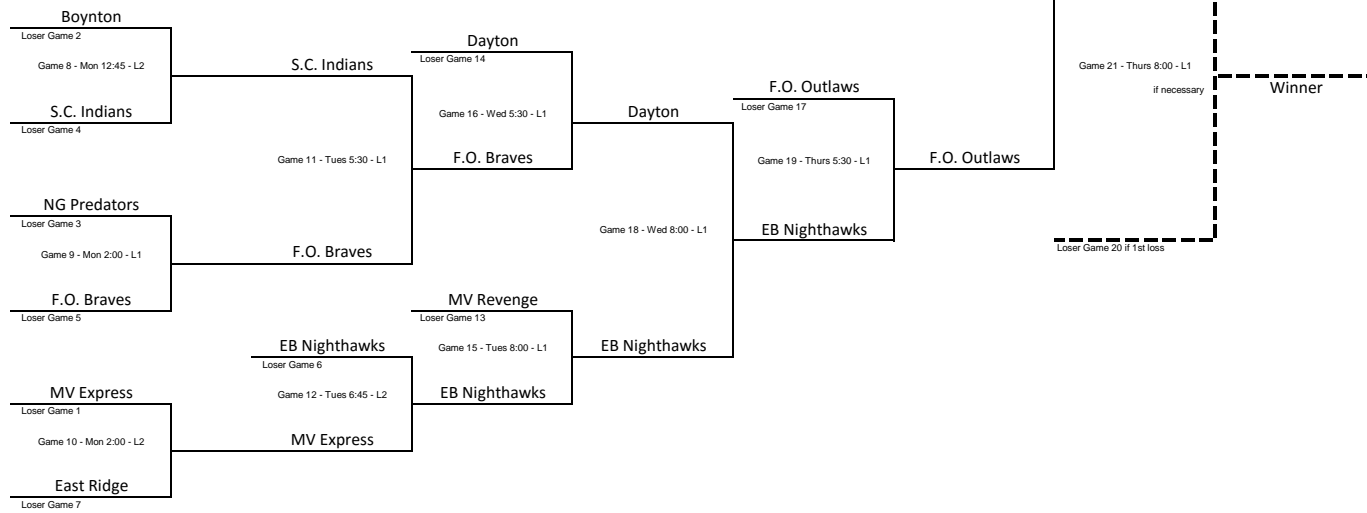 Boynton
Loser Game 2
Game 8 - Mon 12:45 - L2
S.C. Indians
Loser Game 4
S.C. Indians
Game 11 - Tues 5:30 - L1
NG Predators
Loser Game 3
Game 9 - Mon 2:00 - L1
F.O. Braves
Loser Game 5
F.O. Braves
Dayton
Loser Game 14
Game 16 - Wed 5:30 - L1
F.O. Braves
Dayton
Game 18 - Wed 8:00 - L1
MV Revenge
Loser Game 13
Game 15 - Tues 8:00 - L1
EB Nighthawks
EB Nighthawks
EB Nighthawks
Loser Game 6
Game 12 - Tues 6:45 - L2
MV Express
MV Express
Loser Game 1
Game 10 - Mon 2:00 - L2
East Ridge
Loser Game 7
F.O. Outlaws
Loser Game 17
Game 19 - Thurs 5:30 - L1
EB Nighthawks
F.O. Outlaws
Game 21 - Thurs 8:00 - L1
if necessary
Winner
Loser Game 20 if 1st loss